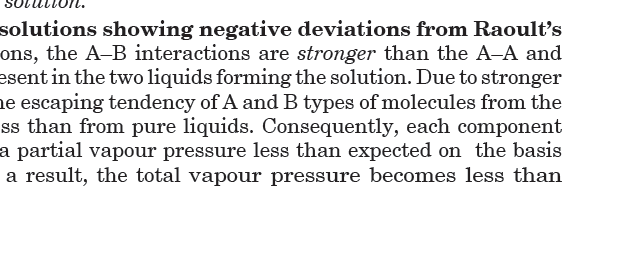 solution.
solutions showing negative deviations from Raoult's
ons, the A–B interactions are stronger than the A–A and
esent in the two liquids forming the solution. Due to stronger
he escaping tendency of A and B types of molecules from the
ss than from pure liquids. Consequently, each component
a partial vapour pressure less than expected on the basis
a result, the total vapour pressure becomes less than